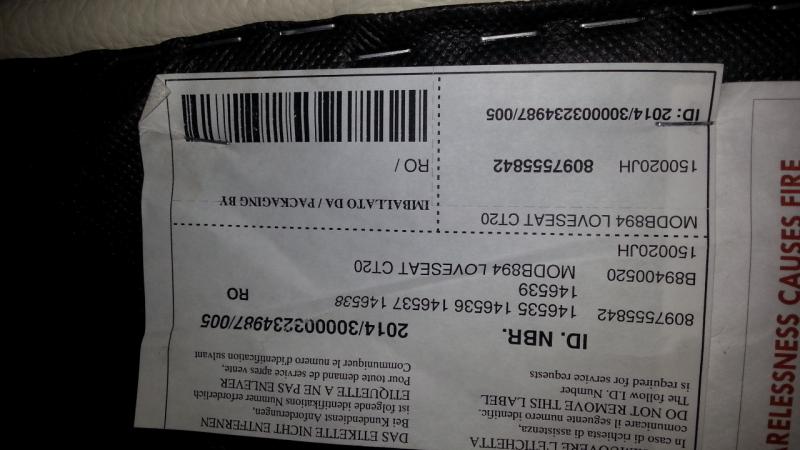 L'ETICHETTA
In caso di richiesta di assistenza,
comunicare il seguente numero identific.
DO NOT REMOVE THIS LABEL
The follow I.D. Number
is required for service requests
DAS ETIKETTE NICHT ENTFERNEN
Bei Kundendienst Anforderungen,
ist folgende identifikations Nummer erforderlich
ETIQUETTE A NE PAS ENLEVER
Pour toute demande de service apres vente,
Communiquer le numero d'identification suivant
ID. NBR. 2014/300003234987/005
8097555842 146535 146536 146537 146538 RO
146539
B89400520 MODB894 LOVESEAT CT20
150020JH
MODB894 LOVESEAT CT20
150020JH 8097555842
ID: 2014/300003234987/005
IMBALLATO DA / PACKAGING BY
RO /
ARELESSNESS CAUSES FIRE